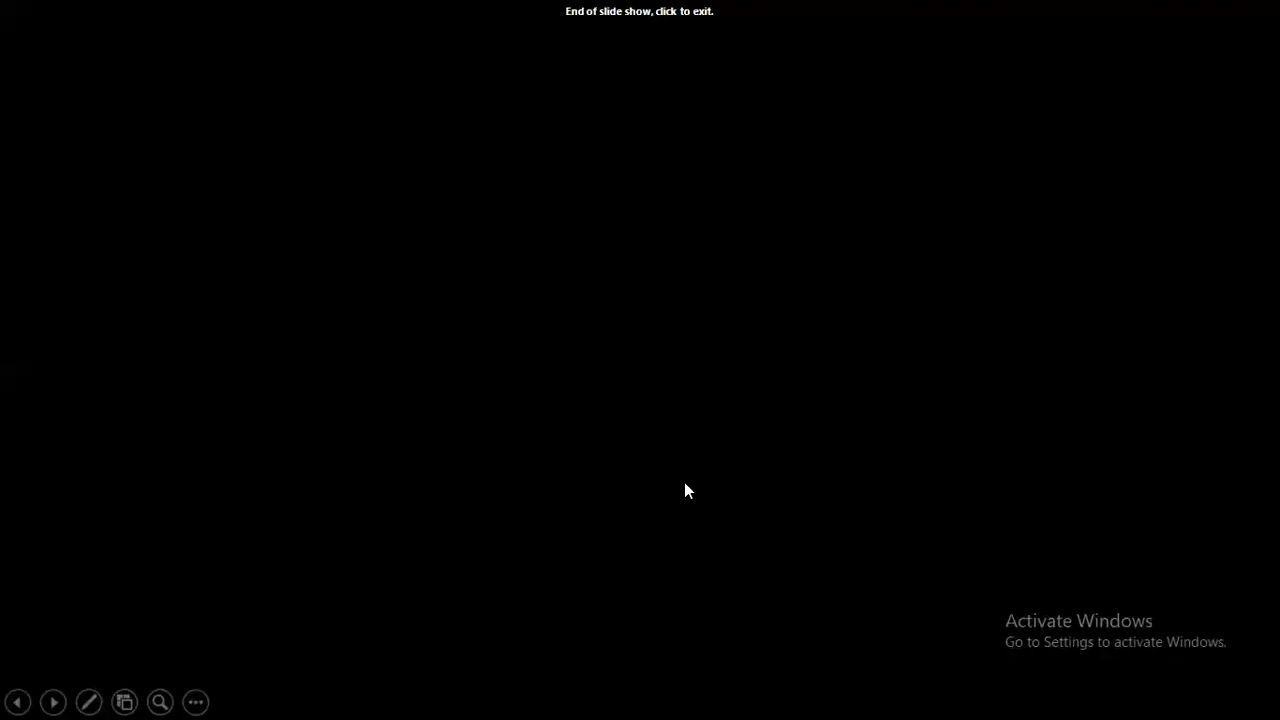 End of slide show, click to exit.
Activate Windows
Go to Settings to activate Windows.